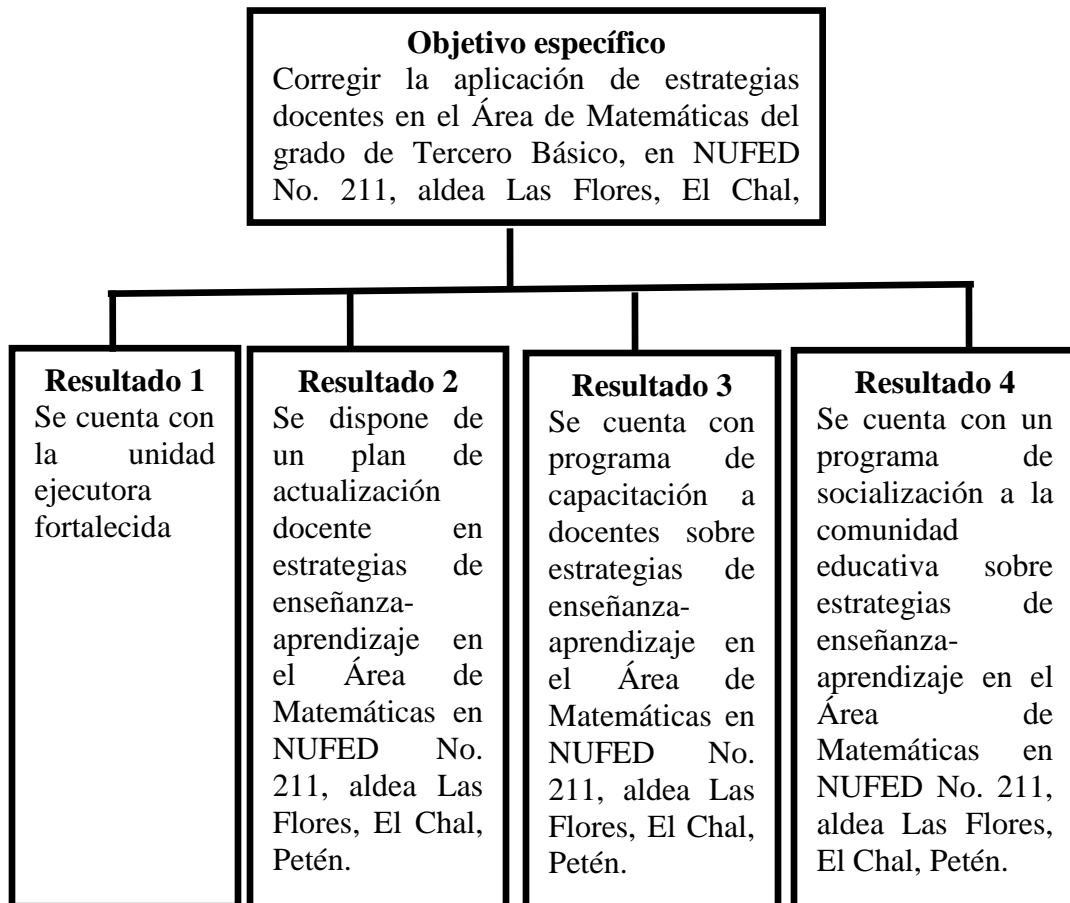 Objetivo específico
Corregir la aplicación de estrategias
docentes en el Área de Matemáticas del
grado de Tercero Básico, en NUFED
No. 211, aldea Las Flores, El Chal,
Resultado 1
Se cuenta con
la unidad
ejecutora
fortalecida
Resultado 2
Se dispone de
un plan de
actualización
docente en
estrategias de
enseñanza-
aprendizaje en
el Área de
Matemáticas en
NUFED No.
211, aldea Las
Flores, El Chal,
Petén.
Resultado 3
Se cuenta con
programa de
capacitación a
docentes sobre
estrategias de
enseñanza-
aprendizaje en
el Área de
Matemáticas en
NUFED No.
211, aldea Las
Flores, El Chal,
Petén.
Resultado 4
Se cuenta con un
programa de
socialización a la
comunidad
educativa sobre
estrategias de
enseñanza-
aprendizaje en el
Área de
Matemáticas en
NUFED No. 211,
aldea Las Flores,
El Chal, Petén.